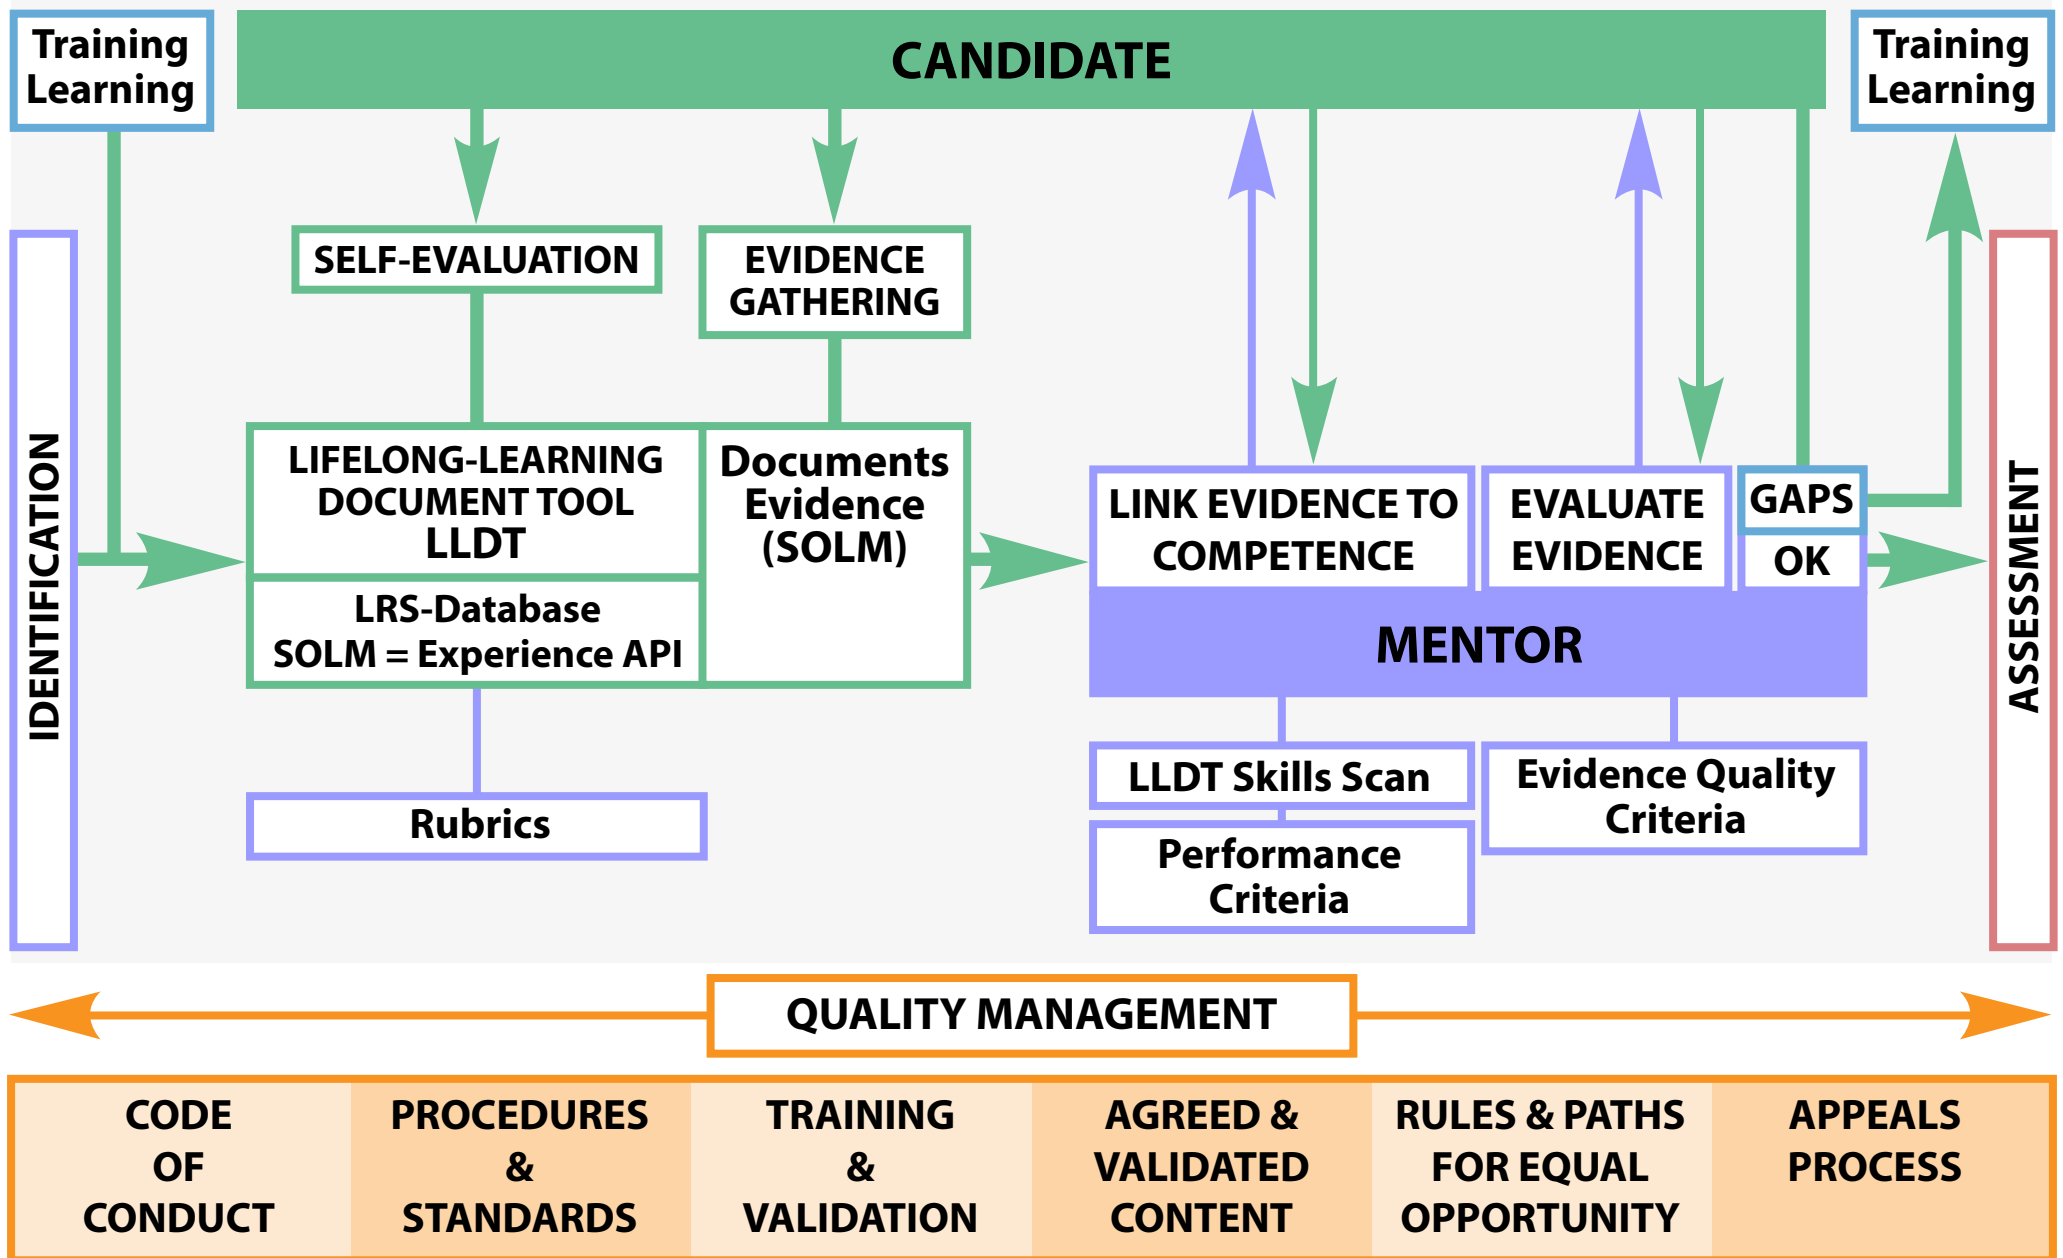 Training
Learning
CANDIDATE
Training
Learning
SELF-EVALUATION
EVIDENCE
GATHERING
IDENTIFICATION
LIFELONG-LEARNING
DOCUMENT TOOL
LLDT
LRS-Database
SOLM = Experience API
Documents
Evidence
(SOLM)
LINK EVIDENCE TO
COMPETENCE
EVALUATE
EVIDENCE
GAPS
OK
MENTOR
ASSESSMENT
Rubrics
LLDT Skills Scan
Performance
Criteria
Evidence Quality
Criteria
QUALITY MANAGEMENT
CODE
OF
CONDUCT
PROCEDURES
&
STANDARDS
TRAINING
&
VALIDATION
AGREED &
VALIDATED
CONTENT
RULES & PATHS
FOR EQUAL
OPPORTUNITY
APPEALS
PROCESS